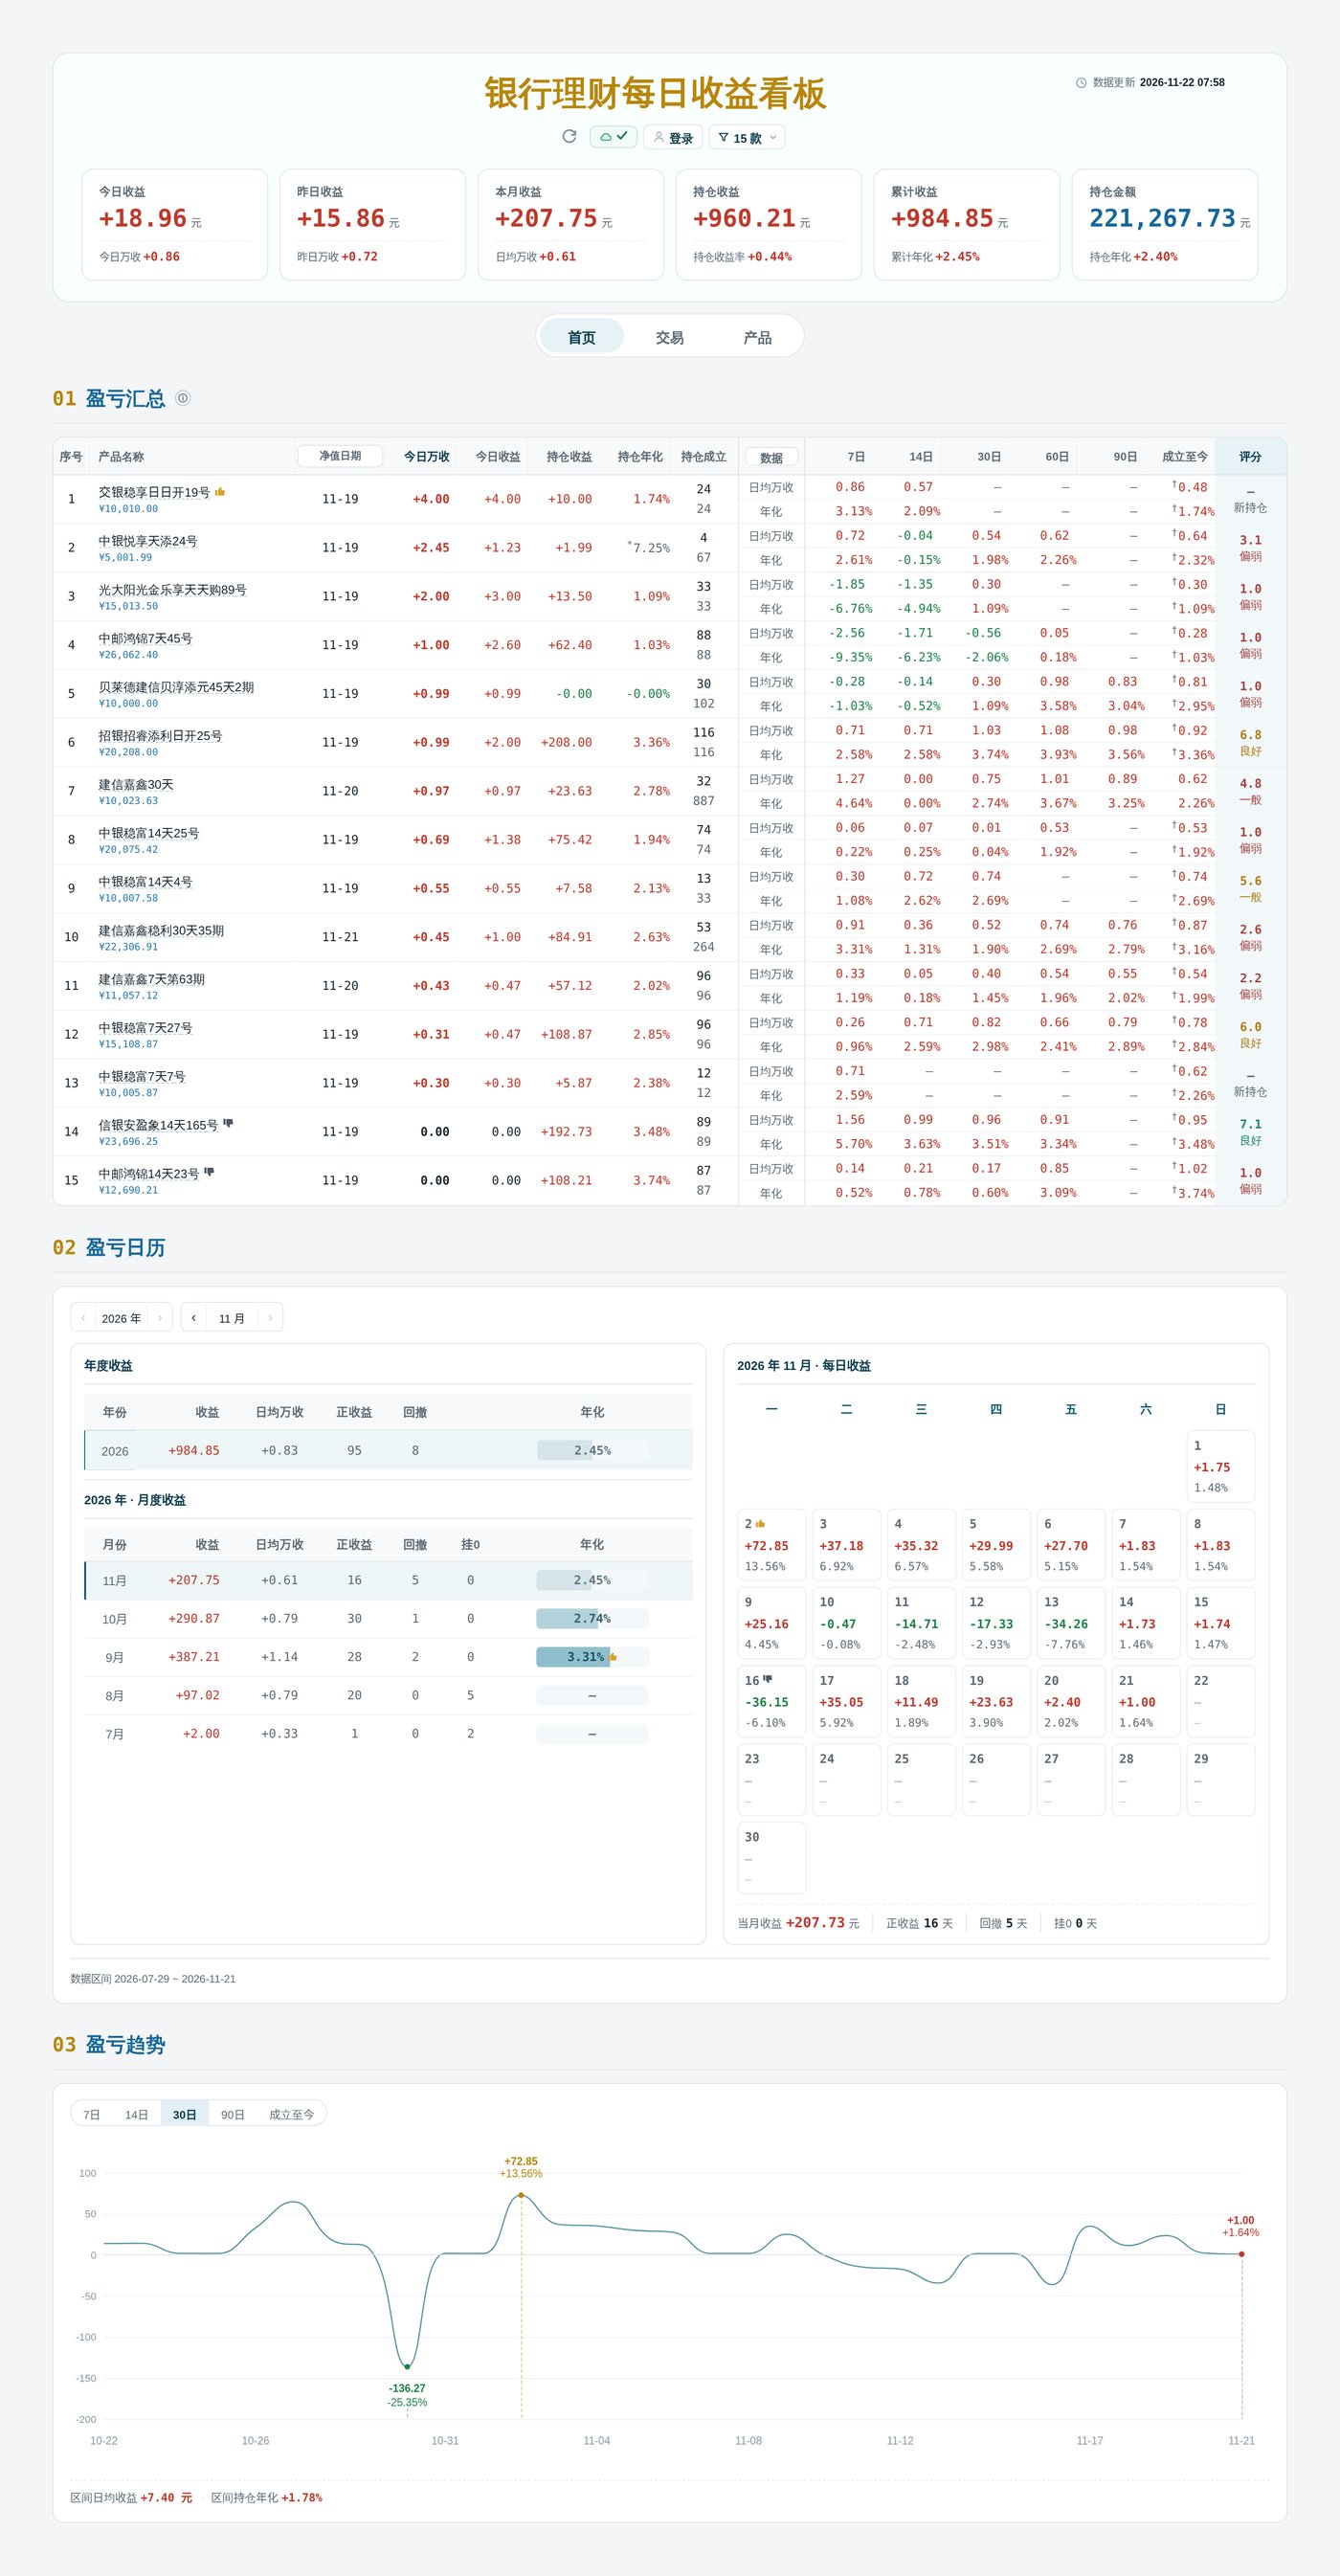 银行理财每日收益看板
数据更新 2026-11-22 07:58
登录 15 款
今日收益 昨日收益 本月收益 持仓收益 累计收益 持仓金额
+18.96 元 +15.86 元 +207.75 元 +960.21 元 +984.85 元 221,267.73 元
今日万收 +0.86 昨日万收 +0.72 日均万收 +0.61 持仓收益率 +0.44% 累计年化 +2.45% 持仓年化 +2.40%
首页 交易 产品
01 盈亏汇总
序号 产品名称 净值日期 今日万收 今日收益 持仓收益 持仓年化 持仓成立 数据 7日 14日 30日 60日 90日 成立至今 评分
1 交银稳享日日开19号 11-19 +4.00 +4.00 +10.00 1.74% 24 日均万收 0.86 0.57 — — — †0.48 —
¥10,010.00 24 年化 3.13% 2.09% — — — †1.74% 新持仓
2 中银悦享天添24号 11-19 +2.45 +1.23 +1.99 *7.25% 4 日均万收 0.72 -0.04 0.54 0.62 — †0.64 3.1
¥5,001.99 67 年化 2.61% -0.15% 1.98% 2.26% — †2.32% 偏弱
3 光大阳光金乐享天天购89号 11-19 +2.00 +3.00 +13.50 1.09% 33 日均万收 -1.85 -1.35 0.30 — — †0.30 1.0
¥15,013.50 33 年化 -6.76% -4.94% 1.09% — — †1.09% 偏弱
4 中邮鸿锦7天45号 11-19 +1.00 +2.60 +62.40 1.03% 88 日均万收 -2.56 -1.71 -0.56 0.05 — †0.28 1.0
¥26,062.40 88 年化 -9.35% -6.23% -2.06% 0.18% — †1.03% 偏弱
5 贝莱德建信贝淳添元45天2期 11-19 +0.99 +0.99 -0.00 -0.00% 30 日均万收 -0.28 -0.14 0.30 0.98 0.83 †0.81 1.0
¥10,000.00 102 年化 -1.03% -0.52% 1.09% 3.58% 3.04% †2.95% 偏弱
6 招银招睿添利日开25号 11-19 +0.99 +2.00 +208.00 3.36% 116 日均万收 0.71 0.71 1.03 1.08 0.98 †0.92 6.8
¥20,208.00 116 年化 2.58% 2.58% 3.74% 3.93% 3.56% †3.36% 良好
7 建信嘉鑫30天 11-20 +0.97 +0.97 +23.63 2.78% 32 日均万收 1.27 0.00 0.75 1.01 0.89 0.62 4.8
¥10,023.63 887 年化 4.64% 0.00% 2.74% 3.67% 3.25% 2.26% 一般
8 中银稳富14天25号 11-19 +0.69 +1.38 +75.42 1.94% 74 日均万收 0.06 0.07 0.01 0.53 — †0.53 1.0
¥20,075.42 74 年化 0.22% 0.25% 0.04% 1.92% — †1.92% 偏弱
9 中银稳富14天4号 11-19 +0.55 +0.55 +7.58 2.13% 13 日均万收 0.30 0.72 0.74 — — †0.74 5.6
¥10,007.58 33 年化 1.08% 2.62% 2.69% — — †2.69% 一般
10 建信嘉鑫稳利30天35期 11-21 +0.45 +1.00 +84.91 2.63% 53 日均万收 0.91 0.36 0.52 0.74 0.76 †0.87 2.6
¥22,306.91 264 年化 3.31% 1.31% 1.90% 2.69% 2.79% †3.16% 偏弱
11 建信嘉鑫7天第63期 11-20 +0.43 +0.47 +57.12 2.02% 96 日均万收 0.33 0.05 0.40 0.54 0.55 †0.54 2.2
¥11,057.12 96 年化 1.19% 0.18% 1.45% 1.96% 2.02% †1.99% 偏弱
12 中银稳富7天27号 11-19 +0.31 +0.47 +108.87 2.85% 96 日均万收 0.26 0.71 0.82 0.66 0.79 †0.78 6.0
¥15,108.87 96 年化 0.96% 2.59% 2.98% 2.41% 2.89% †2.84% 良好
13 中银稳富7天7号 11-19 +0.30 +0.30 +5.87 2.38% 12 日均万收 0.71 — — — — †0.62 —
¥10,005.87 12 年化 2.59% — — — — †2.26% 新持仓
14 信银安盈象14天165号 11-19 0.00 0.00 +192.73 3.48% 89 日均万收 1.56 0.99 0.96 0.91 — †0.95 7.1
¥23,696.25 89 年化 5.70% 3.63% 3.51% 3.34% — †3.48% 良好
15 中邮鸿锦14天23号 11-19 0.00 0.00 +108.21 3.74% 87 日均万收 0.14 0.21 0.17 0.85 — †1.02 1.0
¥12,690.21 87 年化 0.52% 0.78% 0.60% 3.09% — †3.74% 偏弱
02 盈亏日历
‹ 2026 年 › ‹ 11 月 ›
年度收益
年份 收益 日均万收 正收益 回撤 年化
2026 +984.85 +0.83 95 8 2.45%
2026 年 · 月度收益
月份 收益 日均万收 正收益 回撤 挂0 年化
11月 +207.75 +0.61 16 5 0 2.45%
10月 +290.87 +0.79 30 1 0 2.74%
9月 +387.21 +1.14 28 2 0 3.31%
8月 +97.02 +0.79 20 0 5 —
7月 +2.00 +0.33 1 0 2 —
2026 年 11 月 · 每日收益
一 二 三 四 五 六 日
1
+1.75
1.48%
2 3 4 5 6 7 8
+72.85 +37.18 +35.32 +29.99 +27.70 +1.83 +1.83
13.56% 6.92% 6.57% 5.58% 5.15% 1.54% 1.54%
9 10 11 12 13 14 15
+25.16 -0.47 -14.71 -17.33 -34.26 +1.73 +1.74
4.45% -0.08% -2.48% -2.93% -7.76% 1.46% 1.47%
16 17 18 19 20 21 22
-36.15 +35.05 +11.49 +23.63 +2.40 +1.00 —
-6.10% 5.92% 1.89% 3.90% 2.02% 1.64% —
23 24 25 26 27 28 29
— — — — — — —
— — — — — — —
30
—
—
当月收益 +207.73 元 正收益 16 天 回撤 5 天 挂0 0 天
数据区间 2026-07-29 ~ 2026-11-21
03 盈亏趋势
7日 14日 30日 90日 成立至今
+72.85
+13.56%
100
50
+1.00
+1.64%
0
-50
-100
-150
-136.27
-25.35%
-200
10-22 10-26 10-31 11-04 11-08 11-12 11-17 11-21
区间日均收益 +7.40 元 · 区间持仓年化 +1.78%